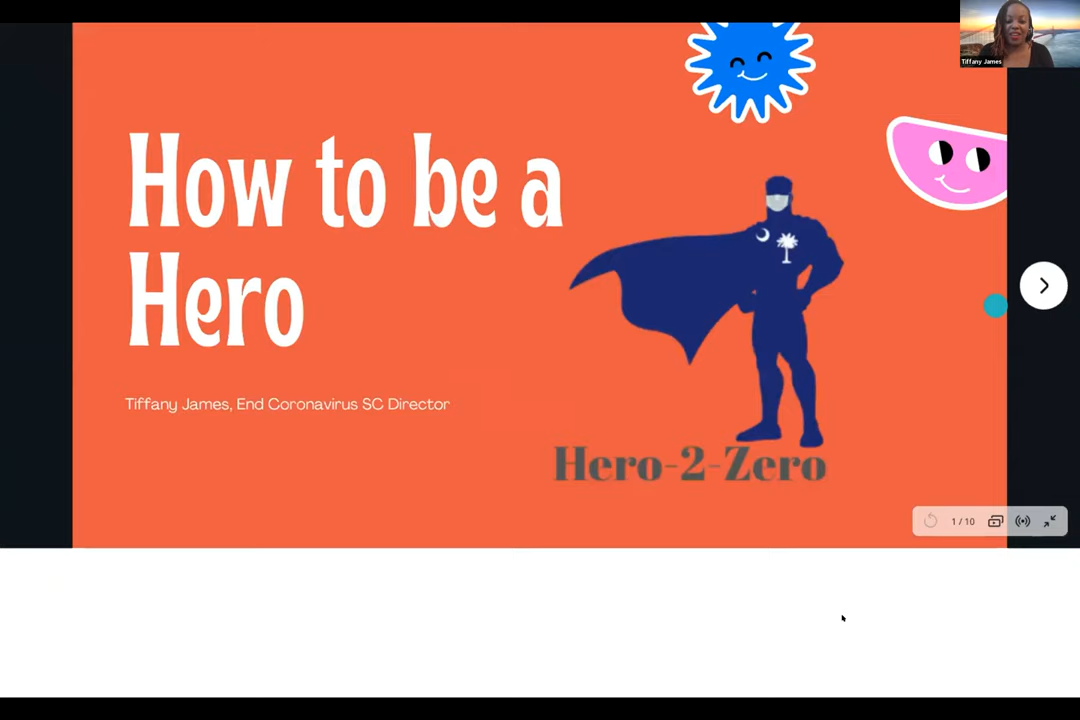 Tiffany James
How to be a
Hero
Tiffany James, End Coronavirus SC Director
Hero-2-Zero
1 / 10